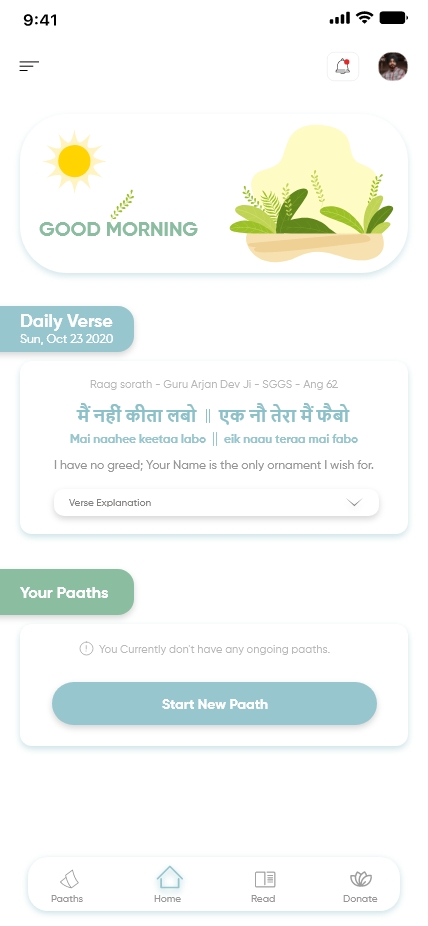 9:41
GOOD MORNING
Daily Verse
Sun, Oct 23 2020
Raag sorath - Guru Arjan Dev Ji - SGGS - Ang 62
मैं नहीं कीता लबो || एक नौ तेरा मैं फैबो
Mai naahee keetaa labo || eik naau teraa mai fabo
I have no greed; Your Name is the only ornament I wish for.
Verse Explanation
Your Paaths
You Currently don't have any ongoing paaths.
Start New Paath
Paaths
Home
Read
Donate